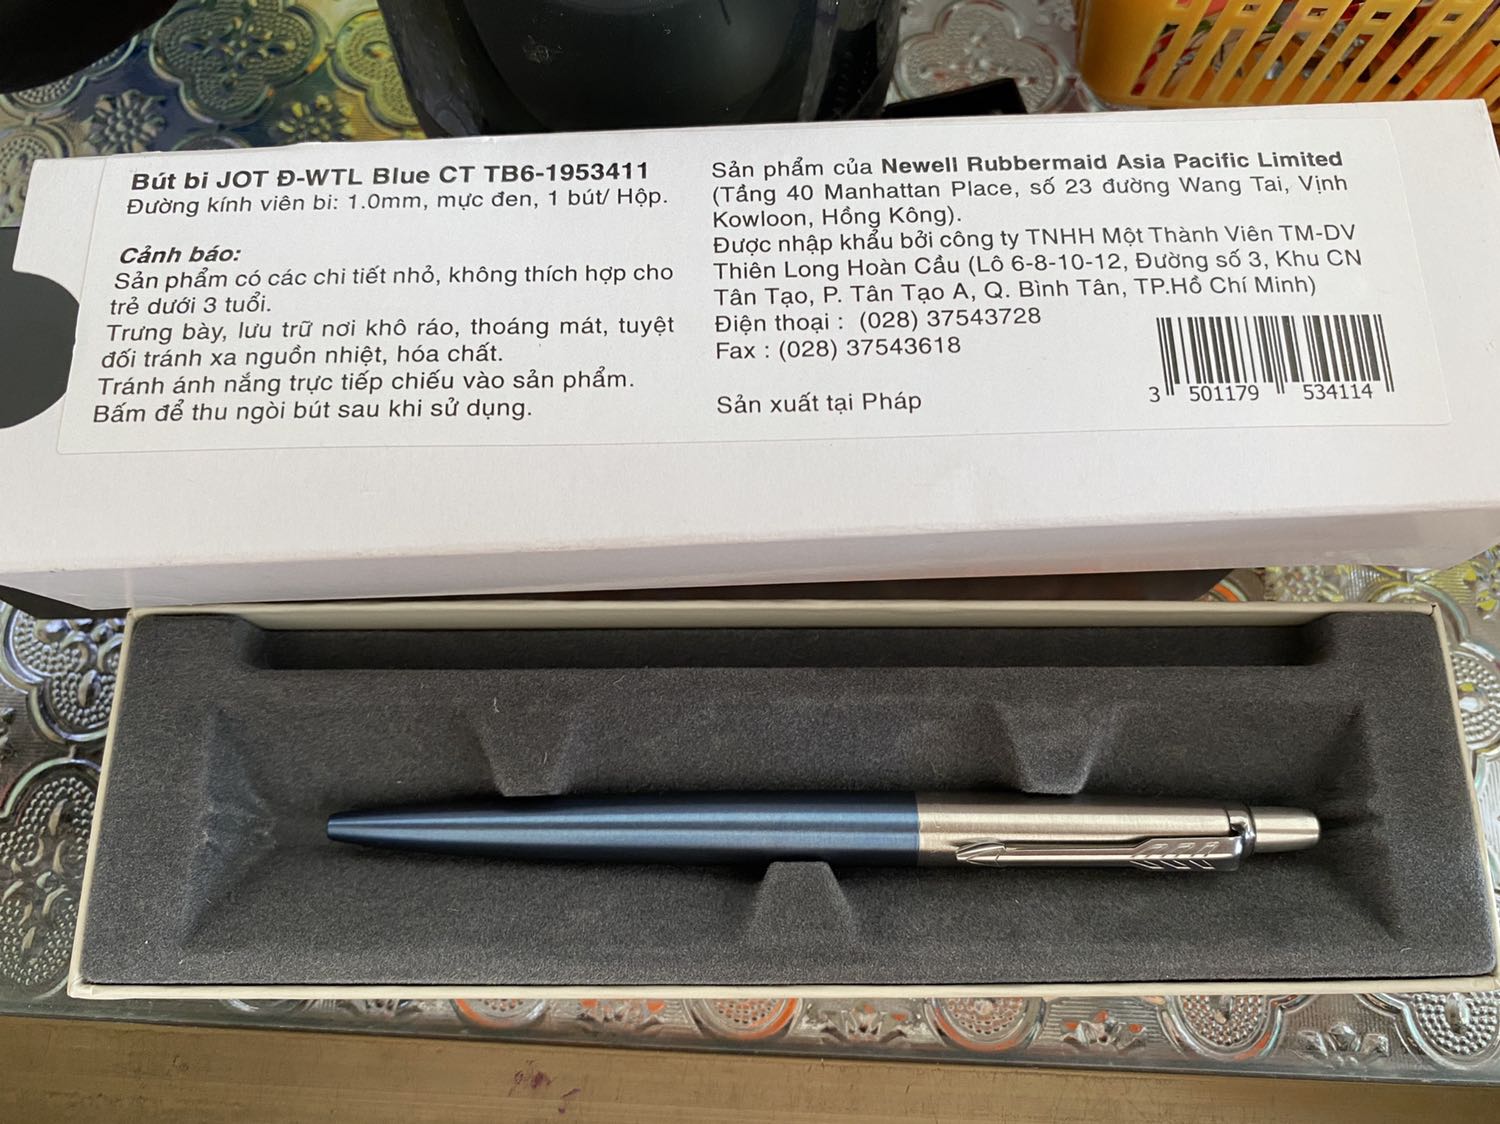 Bút bi JOT Đ-WTL Blue CT TB6-1953411
Đường kính viên bi: 1.0mm, mực đen, 1 bút/ Hộp.
Cảnh báo:
Sản phẩm có các chi tiết nhỏ, không thích hợp cho
trẻ dưới 3 tuổi.
Trưng bày, lưu trữ nơi khô ráo, thoáng mát, tuyệt
đối tránh xa nguồn nhiệt, hóa chất.
Tránh ánh nắng trực tiếp chiếu vào sản phẩm.
Bấm để thu ngòi bút sau khi sử dụng.
Sản phẩm của Newell Rubbermaid Asia Pacific Limited
(Tầng 40 Manhattan Place, số 23 đường Wang Tai, Vịnh
Kowloon, Hồng Kông).
Được nhập khẩu bởi công ty TNHH Một Thành Viên TM-DV
Thiên Long Hoàn Cầu (Lô 6-8-10-12, Đường số 3, Khu CN
Tân Tạo, P. Tân Tạo A, Q. Bình Tân, TP.Hồ Chí Minh)
Điện thoại : (028) 37543728
Fax : (028) 37543618
Sản xuất tại Pháp
3 501179 534114